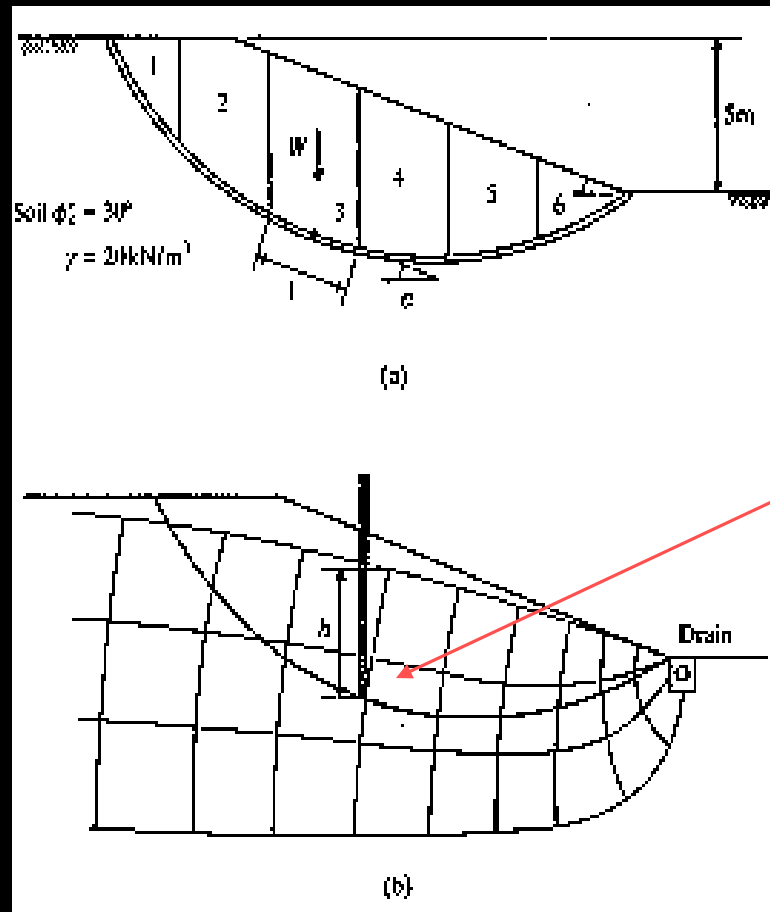 1
2
W
5m
4
5
3
6
Soil ϕ′c = 30°
γ = 20kN/m³
l
α
(a)
h
Drain
O
(b)